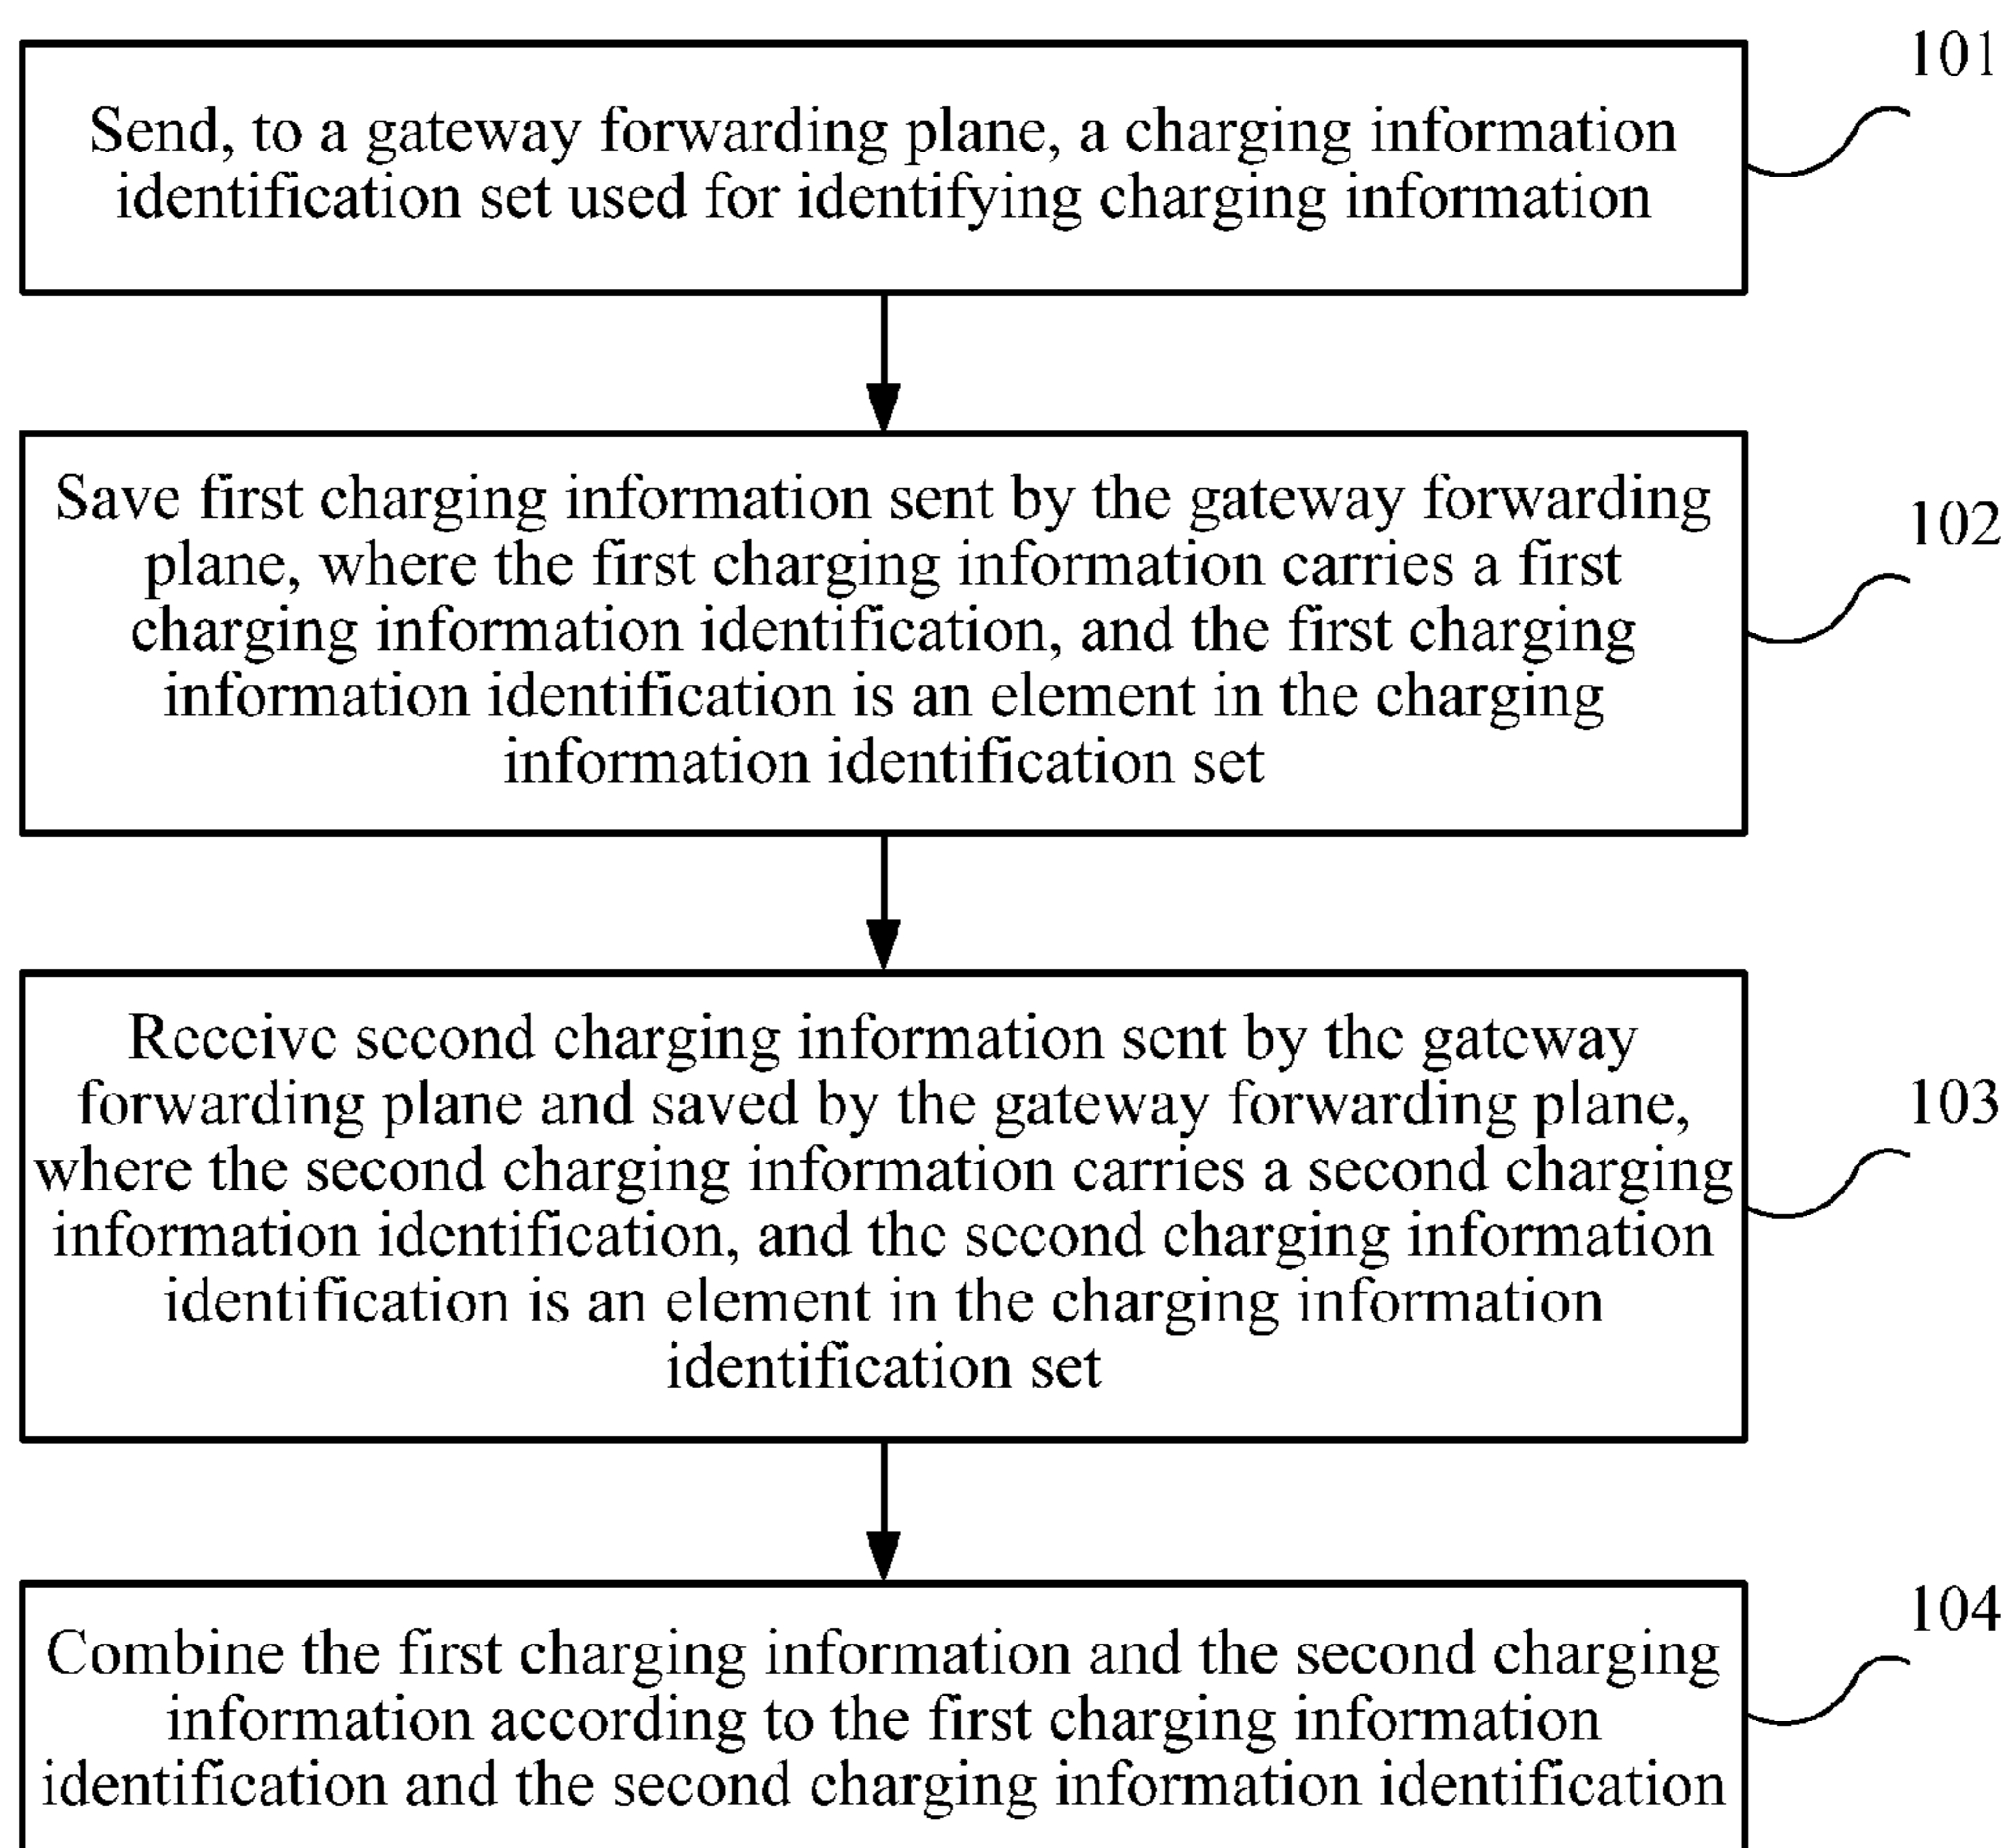 101
Send, to a gateway forwarding plane, a charging information
identification set used for identifying charging information
Save first charging information sent by the gateway forwarding
plane, where the first charging information carries a first
charging information identification, and the first charging
information identification is an element in the charging
information identification set
102
Receive second charging information sent by the gateway
forwarding plane and saved by the gateway forwarding plane,
where the second charging information carries a second charging
information identification, and the second charging information
identification is an element in the charging information
identification set
103
Combine the first charging information and the second charging
information according to the first charging information
identification and the second charging information identification
104